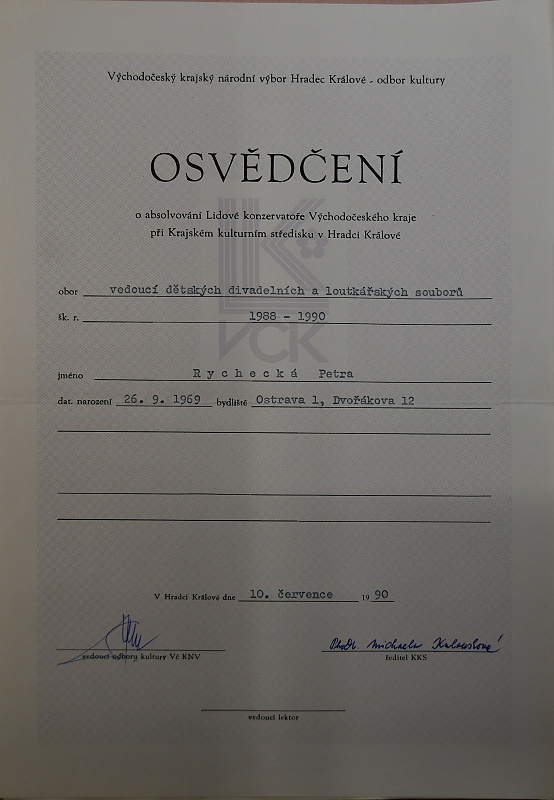 Východočeský krajský národní výbor Hradec Králové - odbor kultury
OSVĚDČENÍ
o absolvování Lidové konzervatoře Východočeského kraje
při Krajském kulturním středisku v Hradci Králové
obor vedoucí dětských divadelních a loutkářských souborů
šk. r. 1988 - 1990
jméno Rychecká Petra
dat. narození 26. 9. 1969 bydliště Ostrava 1, Dvořákova 12
V Hradci Králové dne 10. července 1990
PhDr. Michaela
vedoucí odboru kultury Vč KNV
ředitel KKS
vedoucí lektor